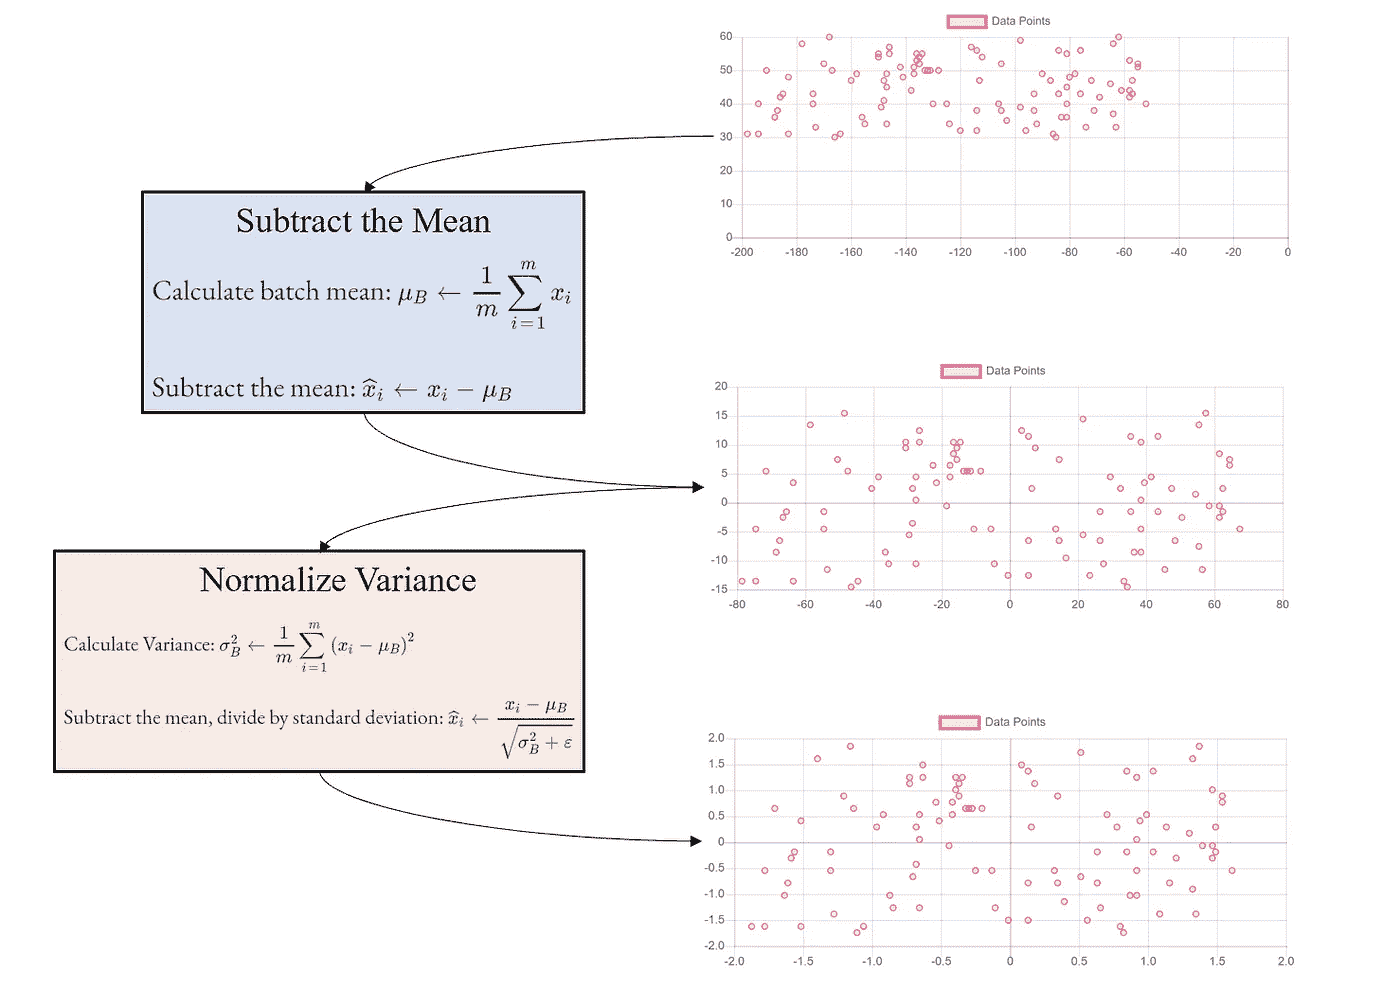 Data Points
60
50
40
30
20
10
0
-200 -180 -160 -140 -120 -100 -80 -60 -40 -20 0
Subtract the Mean
Calculate batch mean: μ_B ← 1/m ∑_{i=1}^{m} x_i
Subtract the mean: x̂_i ← x_i − μ_B
Data Points
20
15
10
5
0
-5
-10
-15
-80 -60 -40 -20 0 20 40 60 80
Normalize Variance
Calculate Variance: σ_B^2 ← 1/m ∑_{i=1}^{m} (x_i − μ_B)^2
Subtract the mean, divide by standard deviation: x̂_i ← (x_i − μ_B)/√(σ_B^2 + ε)
Data Points
2.0
1.5
1.0
0.5
0
-0.5
-1.0
-1.5
-2.0
-2.0 -1.5 -1.0 -0.5 0 0.5 1.0 1.5 2.0